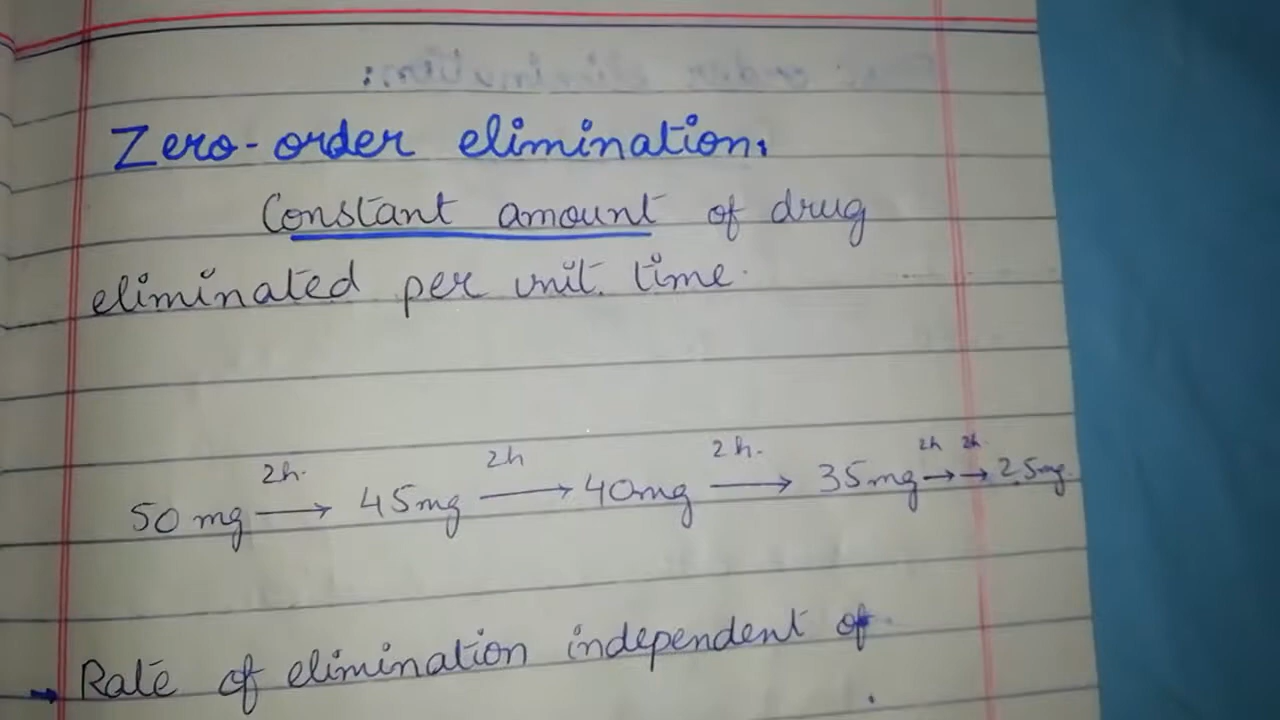 Zero-order elimination:
Constant amount of drug
eliminated per unit time.
2h. 2h 2h. 2h 2h.
50 mg → 45mg → 40mg → 35mg → → 25mg.
→ Rate of elimination independent of